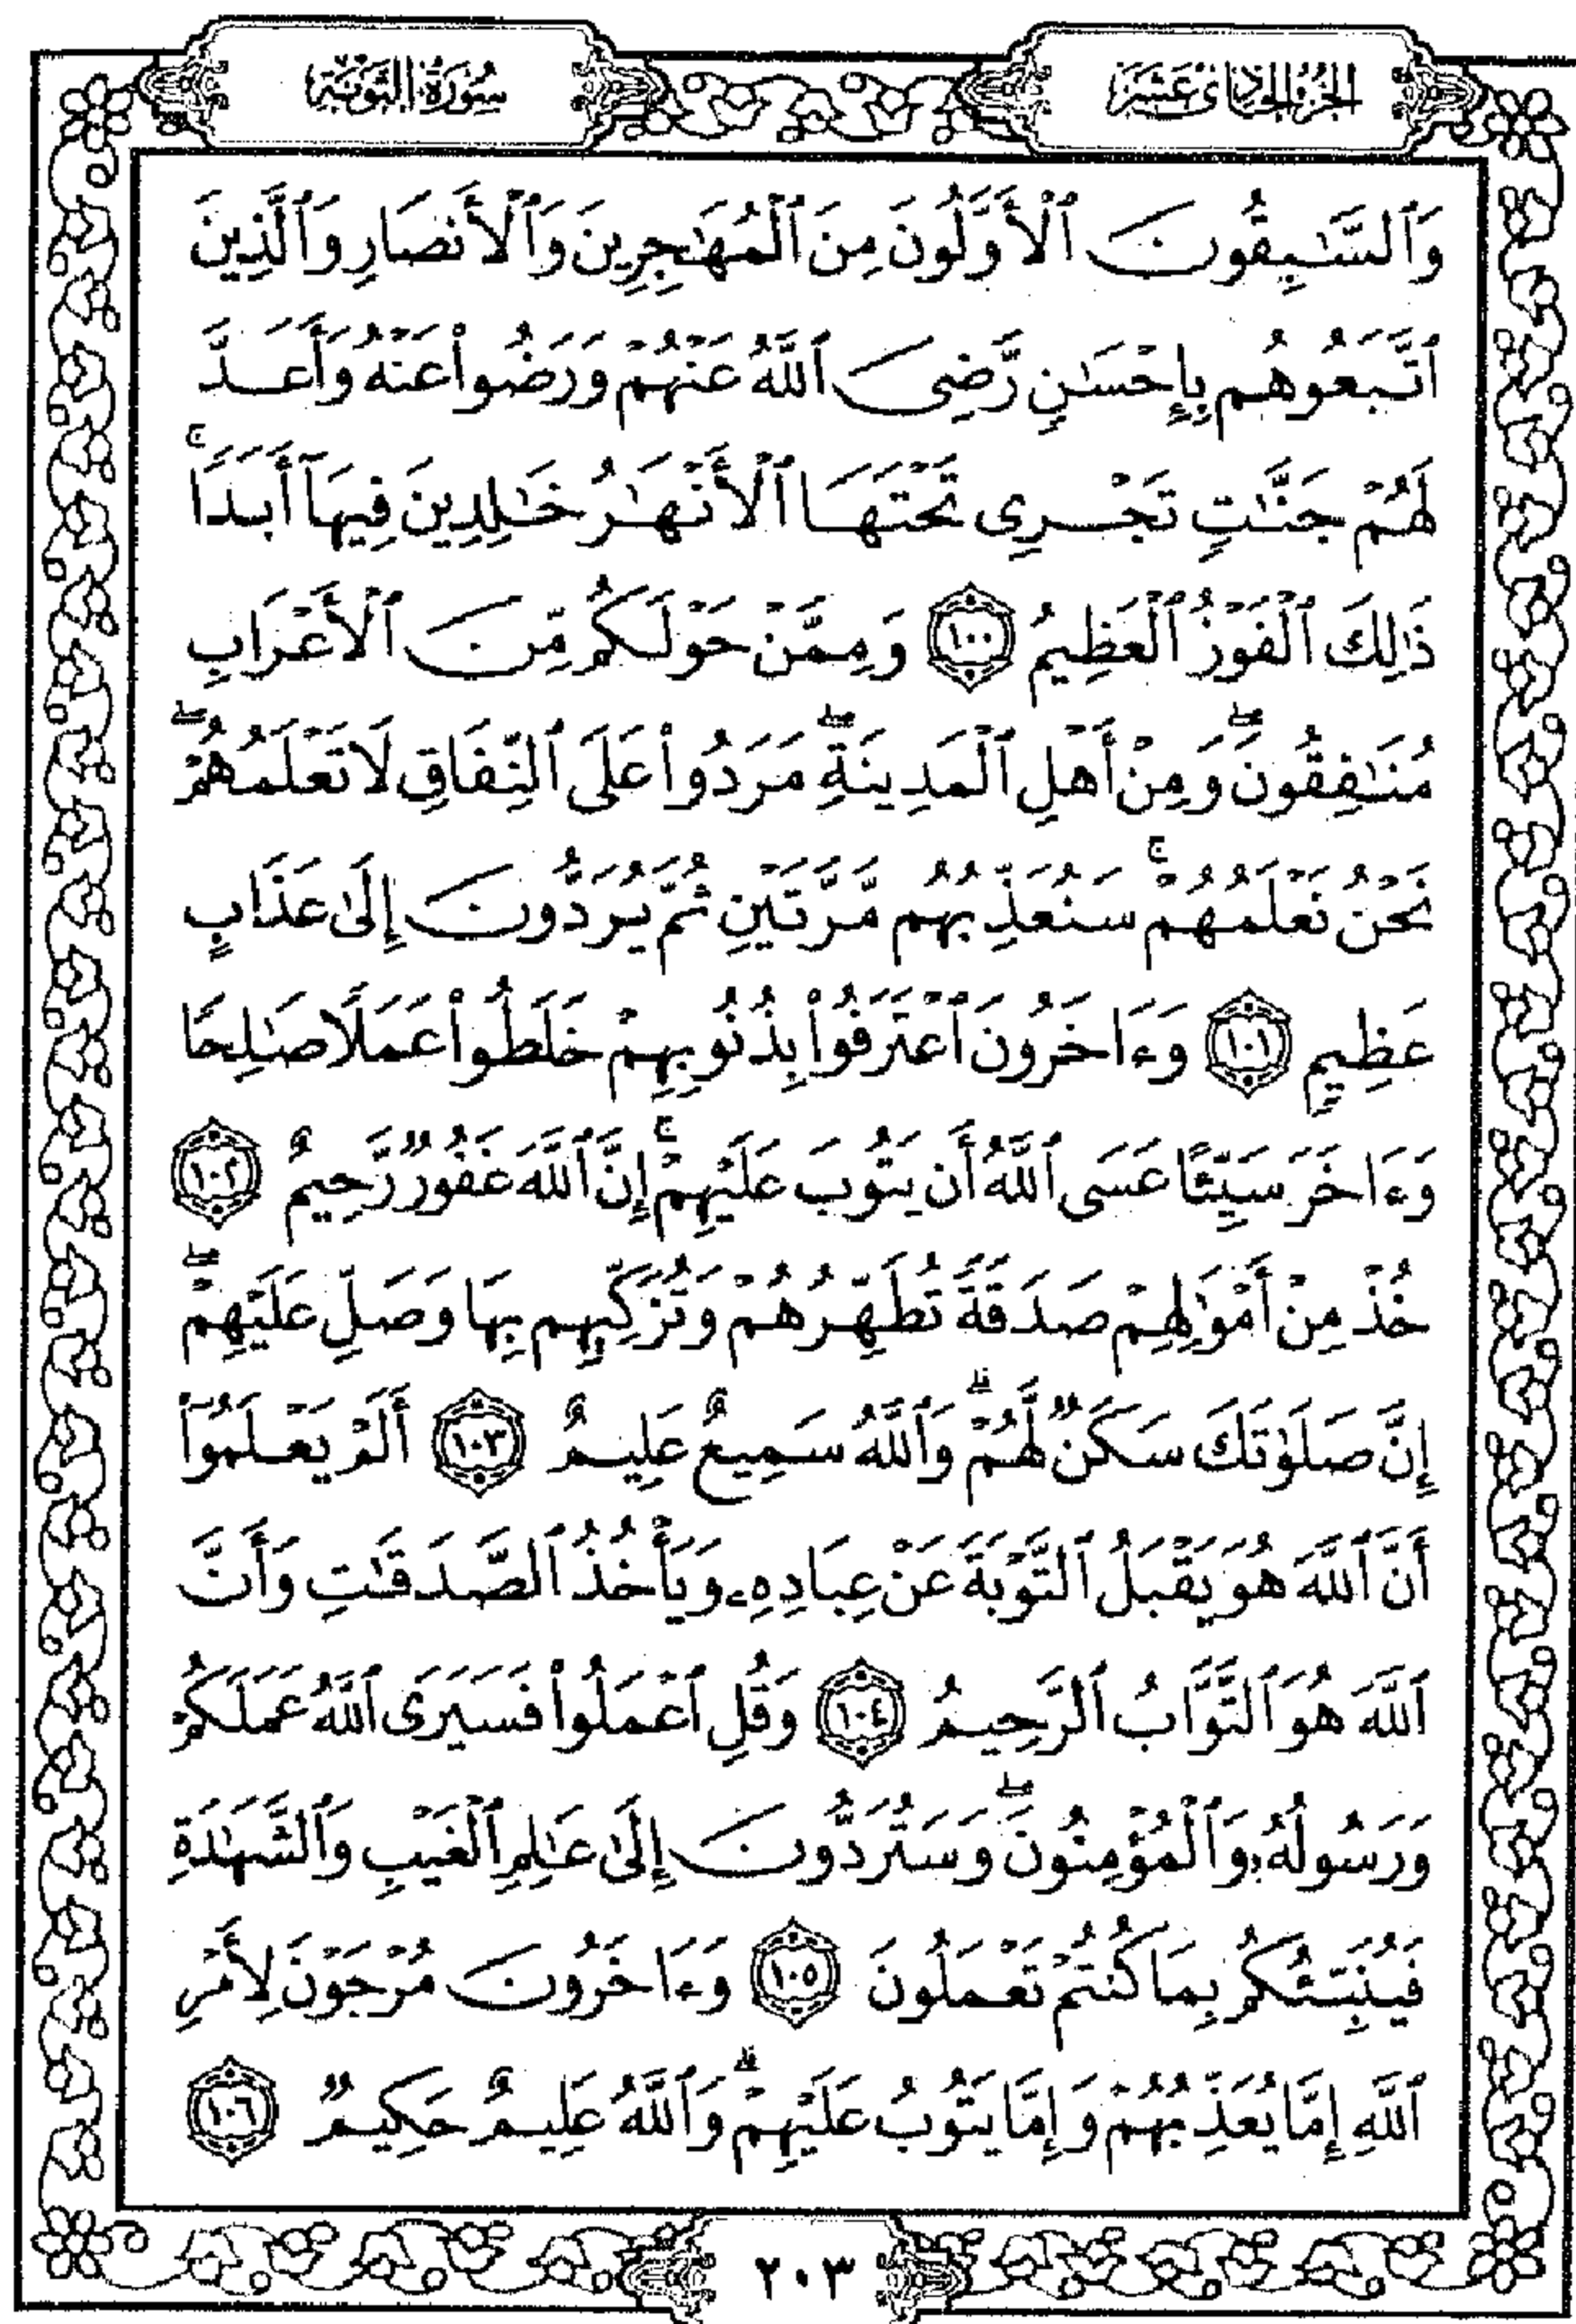 الجزء الحادي عشر
سورة التوبة
وَٱلسَّٰبِقُونَ ٱلْأَوَّلُونَ مِنَ ٱلْمُهَٰجِرِينَ وَٱلْأَنصَارِ وَٱلَّذِينَ
ٱتَّبَعُوهُم بِإِحْسَٰنٍ رَّضِىَ ٱللَّهُ عَنْهُمْ وَرَضُوا۟ عَنْهُ وَأَعَدَّ
لَهُمْ جَنَّٰتٍ تَجْرِى تَحْتَهَا ٱلْأَنْهَٰرُ خَٰلِدِينَ فِيهَآ أَبَدًا ۚ
ذَٰلِكَ ٱلْفَوْزُ ٱلْعَظِيمُ ١٠٠ وَمِمَّنْ حَوْلَكُم مِّنَ ٱلْأَعْرَابِ
مُنَٰفِقُونَ ۖ وَمِنْ أَهْلِ ٱلْمَدِينَةِ ۖ مَرَدُوا۟ عَلَى ٱلنِّفَاقِ لَا تَعْلَمُهُمْ ۖ
نَحْنُ نَعْلَمُهُمْ ۚ سَنُعَذِّبُهُم مَّرَّتَيْنِ ثُمَّ يُرَدُّونَ إِلَىٰ عَذَابٍ
عَظِيمٍ ١٠١ وَءَاخَرُونَ ٱعْتَرَفُوا۟ بِذُنُوبِهِمْ خَلَطُوا۟ عَمَلًا صَٰلِحًا
وَءَاخَرَ سَيِّئًا عَسَى ٱللَّهُ أَن يَتُوبَ عَلَيْهِمْ ۚ إِنَّ ٱللَّهَ غَفُورٌ رَّحِيمٌ ١٠٢
خُذْ مِنْ أَمْوَٰلِهِمْ صَدَقَةً تُطَهِّرُهُمْ وَتُزَكِّيهِم بِهَا وَصَلِّ عَلَيْهِمْ ۖ
إِنَّ صَلَوٰتَكَ سَكَنٌ لَّهُمْ ۗ وَٱللَّهُ سَمِيعٌ عَلِيمٌ ١٠٣ أَلَمْ يَعْلَمُوٓا۟
أَنَّ ٱللَّهَ هُوَ يَقْبَلُ ٱلتَّوْبَةَ عَنْ عِبَادِهِۦ وَيَأْخُذُ ٱلصَّدَقَٰتِ وَأَنَّ
ٱللَّهَ هُوَ ٱلتَّوَّابُ ٱلرَّحِيمُ ١٠٤ وَقُلِ ٱعْمَلُوا۟ فَسَيَرَى ٱللَّهُ عَمَلَكُمْ
وَرَسُولُهُۥ وَٱلْمُؤْمِنُونَ ۖ وَسَتُرَدُّونَ إِلَىٰ عَٰلِمِ ٱلْغَيْبِ وَٱلشَّهَٰدَةِ
فَيُنَبِّئُكُم بِمَا كُنتُمْ تَعْمَلُونَ ١٠٥ وَءَاخَرُونَ مُرْجَوْنَ لِأَمْرِ
ٱللَّهِ إِمَّا يُعَذِّبُهُمْ وَإِمَّا يَتُوبُ عَلَيْهِمْ ۗ وَٱللَّهُ عَلِيمٌ حَكِيمٌ ١٠٦
٢٠٣